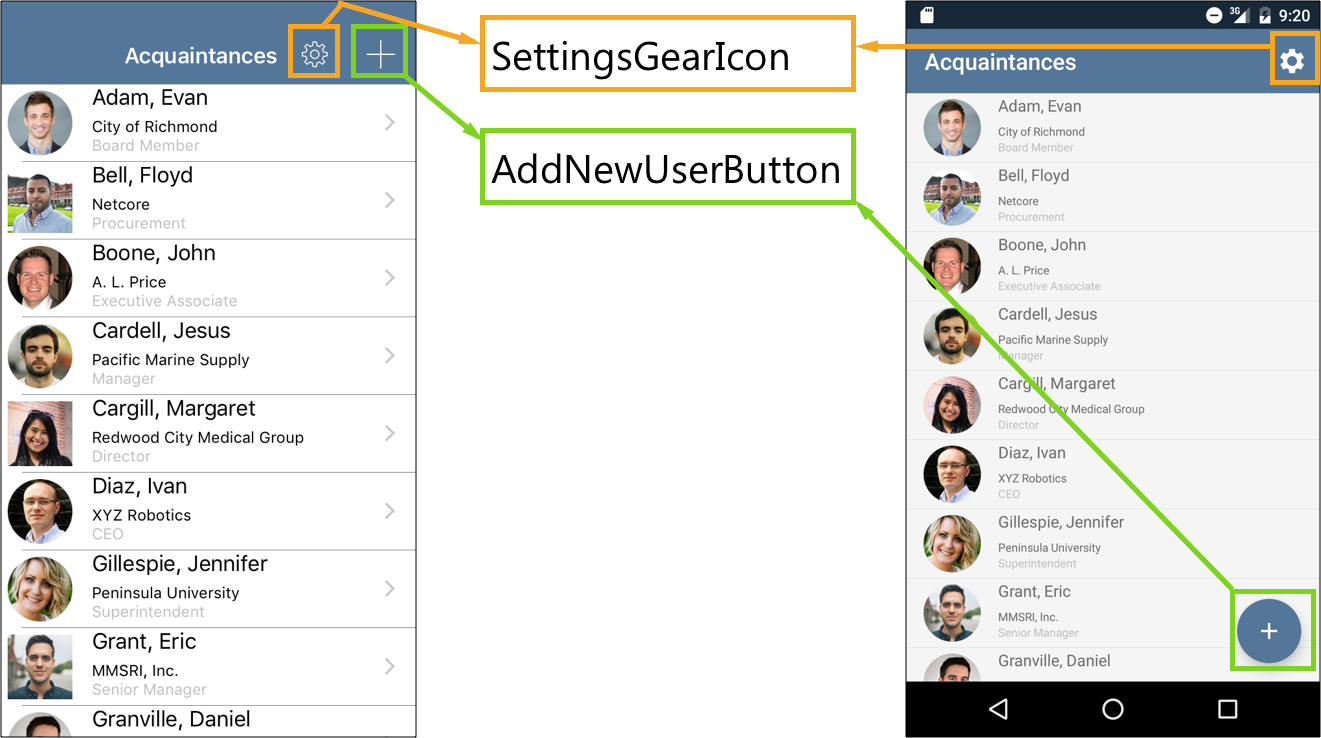 Acquaintances
Adam, Evan
City of Richmond
Board Member
Bell, Floyd
Netcore
Procurement
Boone, John
A. L. Price
Executive Associate
Cardell, Jesus
Pacific Marine Supply
Manager
Cargill, Margaret
Redwood City Medical Group
Director
Diaz, Ivan
XYZ Robotics
CEO
Gillespie, Jennifer
Peninsula University
Superintendent
Grant, Eric
MMSRI, Inc.
Senior Manager
Granville, Daniel
SettingsGearIcon
AddNewUserButton
3G 9:20
Acquaintances
Adam, Evan
City of Richmond
Board Member
Bell, Floyd
Netcore
Procurement
Boone, John
A. L. Price
Executive Associate
Cardell, Jesus
Pacific Marine Supply
Manager
Cargill, Margaret
Redwood City Medical Group
Director
Diaz, Ivan
XYZ Robotics
CEO
Gillespie, Jennifer
Peninsula University
Superintendent
Grant, Eric
MMSRI, Inc.
Senior Manager
Granville, Daniel